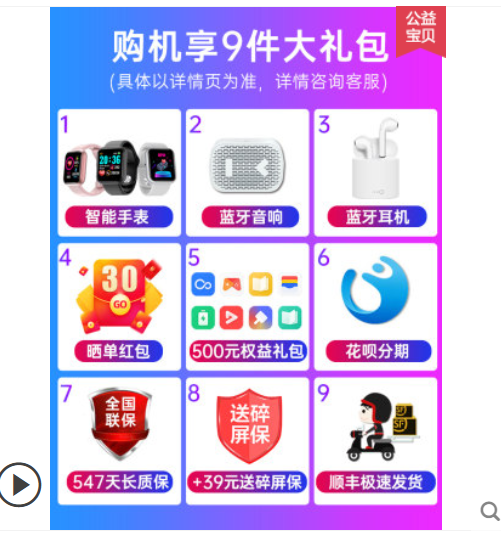 公益
宝贝
购机享9件大礼包
(具体以详情页为准，详情咨询客服)
1
20:36
智能手表
2
蓝牙音响
3
蓝牙耳机
4
30
GO
晒单红包
5
500元权益礼包
6
花呗分期
7
全国
联保
547天长质保
8
送碎
屏保
+39元送碎屏保
9
SF
SF
顺丰极速发货